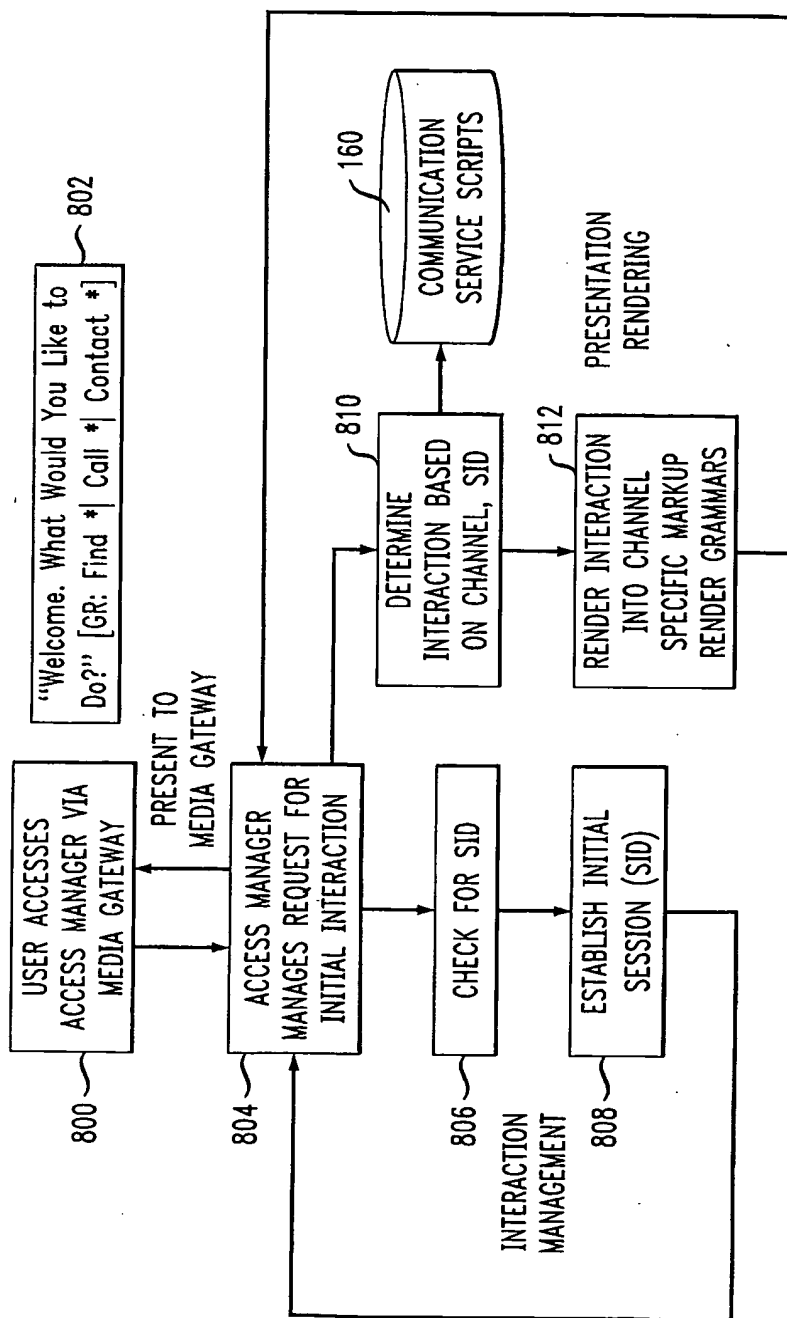 USER ACCESSES
ACCESS MANAGER VIA
MEDIA GATEWAY
800
“Welcome. What Would You Like to
Do?” [GR: Find *| Call *| Contact *]
802
PRESENT TO
MEDIA GATEWAY
ACCESS MANAGER
MANAGES REQUEST FOR
INITIAL INTERACTION
804
CHECK FOR SID
806
INTERACTION
MANAGEMENT
ESTABLISH INITIAL
SESSION (SID)
808
DETERMINE
INTERACTION BASED
ON CHANNEL, SID
810
COMMUNICATION
SERVICE SCRIPTS
160
PRESENTATION
RENDERING
RENDER INTERACTION
INTO CHANNEL
SPECIFIC MARKUP
RENDER GRAMMARS
812